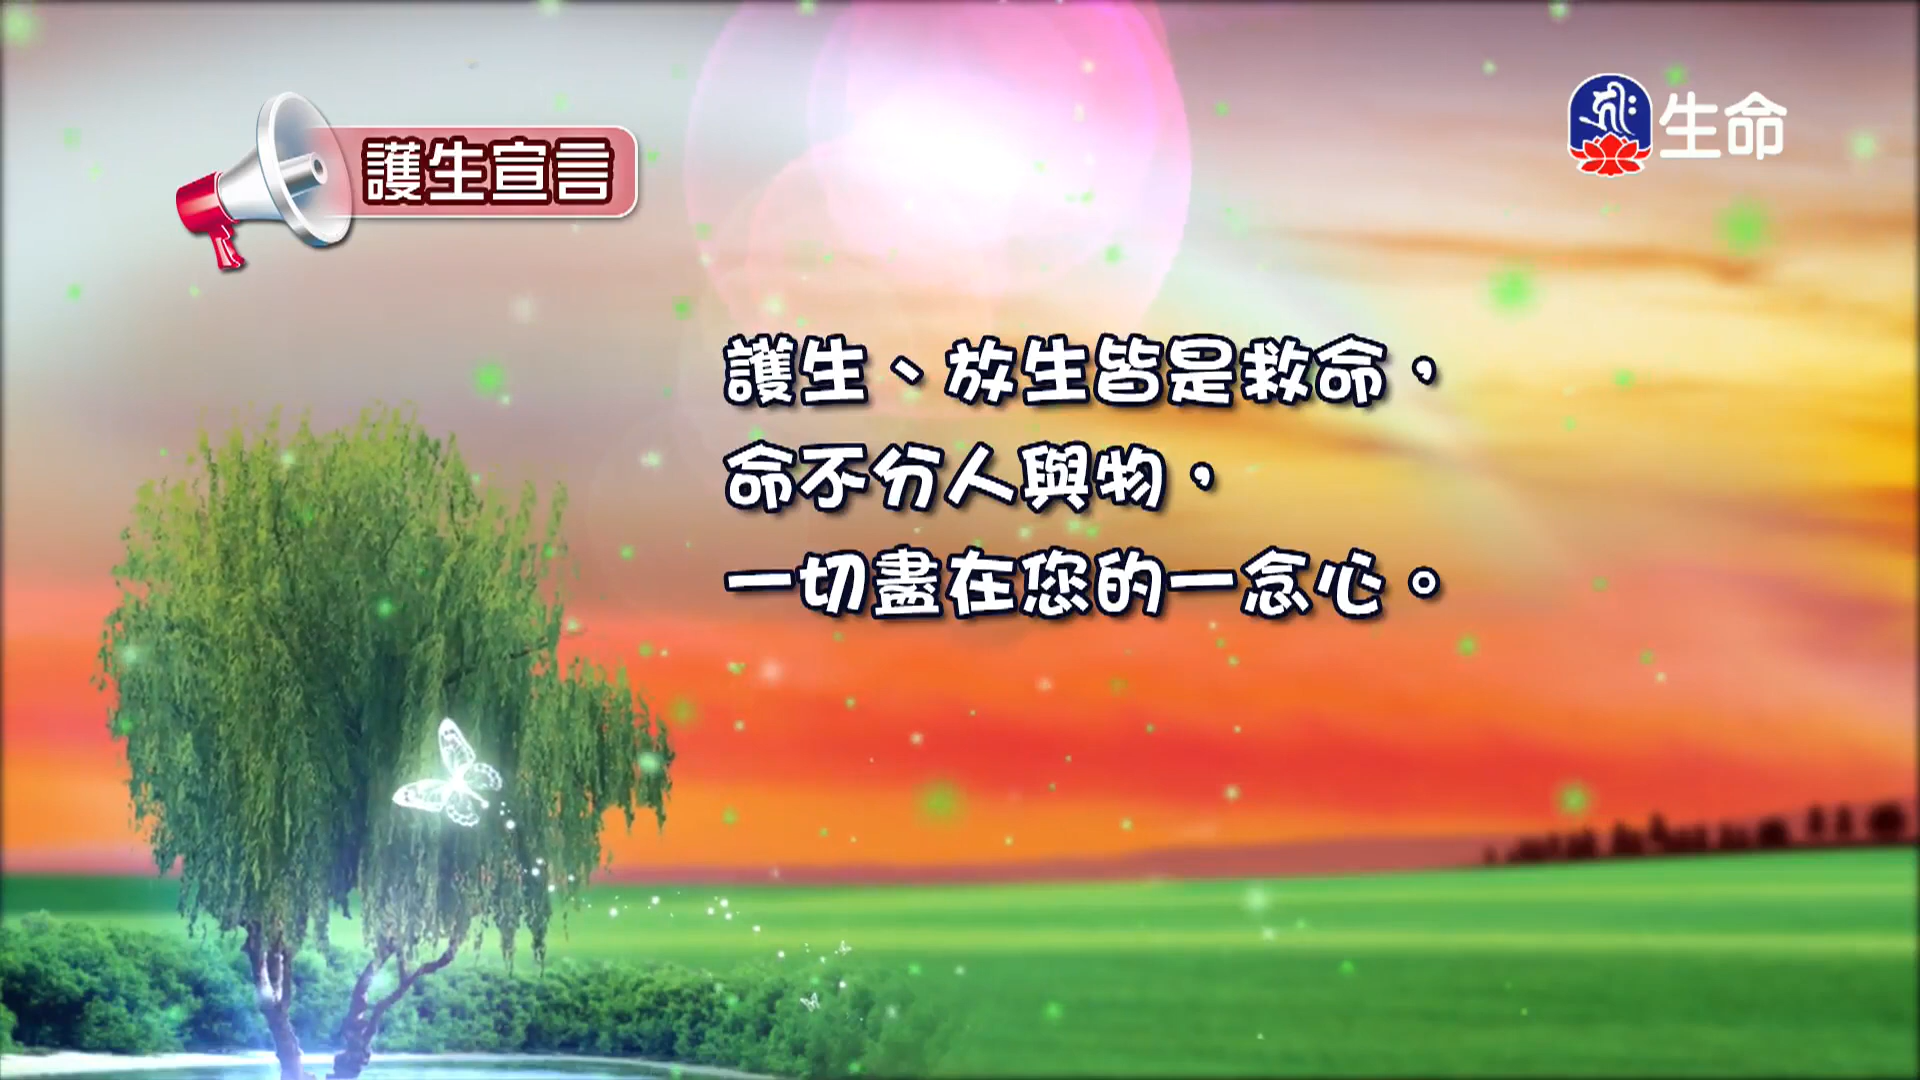 護生宣言
生命
護生、放生皆是救命，
命不分人與物，
一切盡在您的一念心。